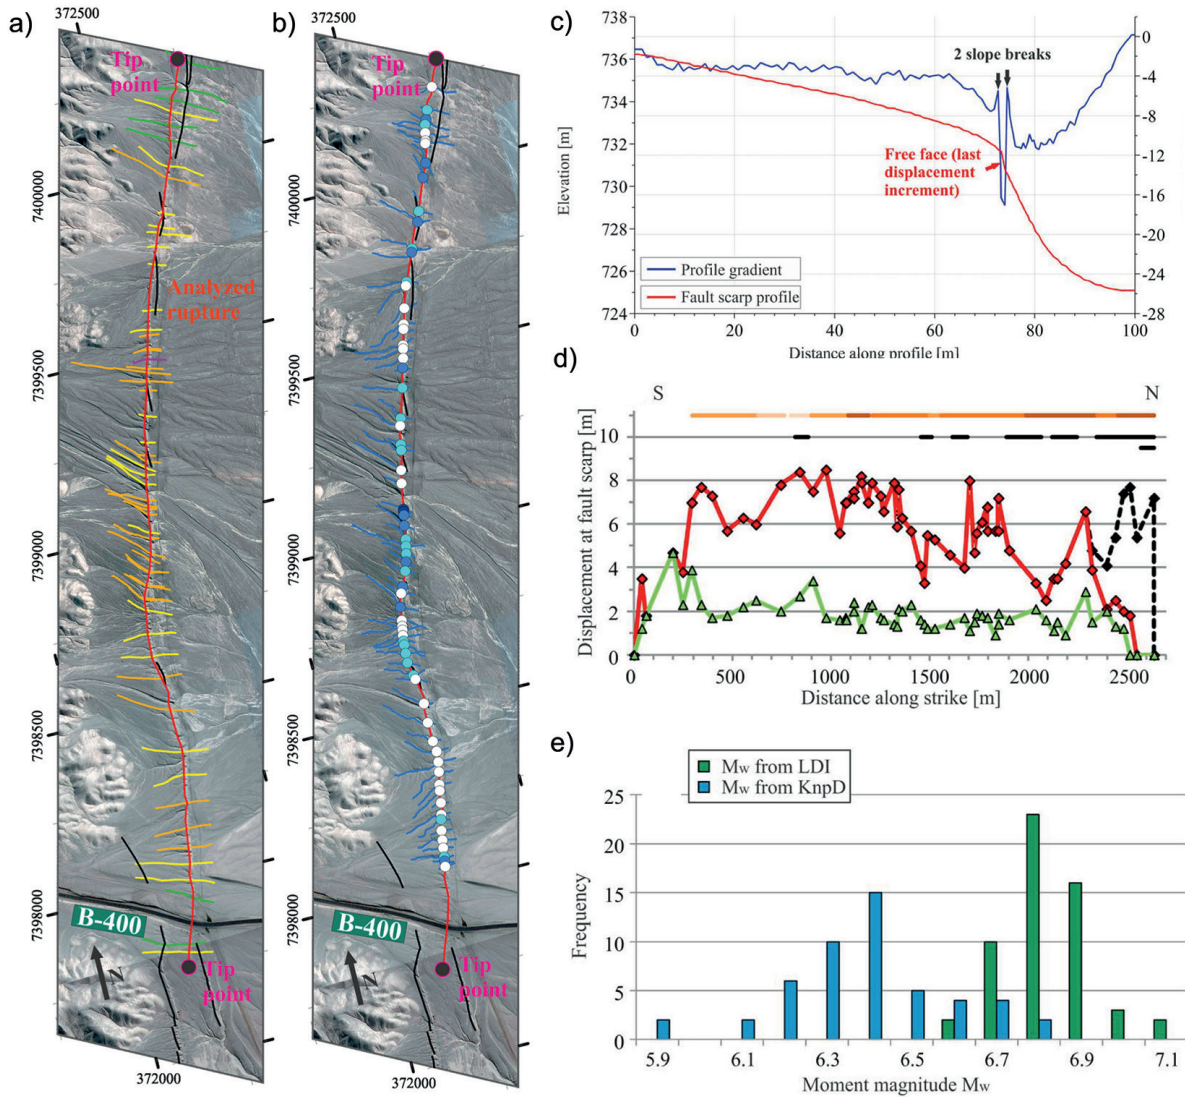 a)
372500
Tip
point
7400000
Analyzed
rupture
7399500
7399000
7398500
7398000
B-400
N
Tip
point
372000
b)
372500
Tip
point
7400000
7399500
7399000
7398500
7398000
B-400
N
Tip
point
372000
c)
738
736
734
732
730
729
728
726
724
Elevation [m]
0
-4
-8
-12
-14
-16
-20
-24
-26
-28
2 slope breaks
Free face (last
displacement
increment)
Profile gradient
Fault scarp profile
0 20 40 60 80 100
Distance along profile [m]
d)
S N
10
8
6
4
2
0
Displacement at fault scarp [m]
0 500 1000 1500 2000 2500
Distance along strike [m]
e)
Mw from LDI
Mw from KnpD
25
20
15
10
5
0
Frequency
5.9 6.1 6.3 6.5 6.7 6.9 7.1
Moment magnitude Mw